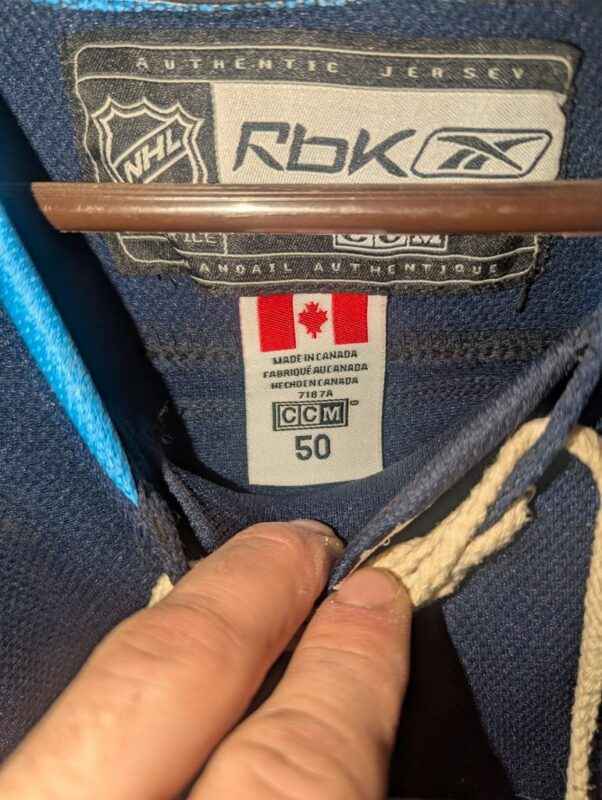 AUTHENTIC JERSEY
NHL
Rbk
CCM
ANDAIL AUTHENTIQUE
MADE IN CANADA
FABRIQUÉ AU CANADA
HECHO EN CANADA
7187A
CCM
50